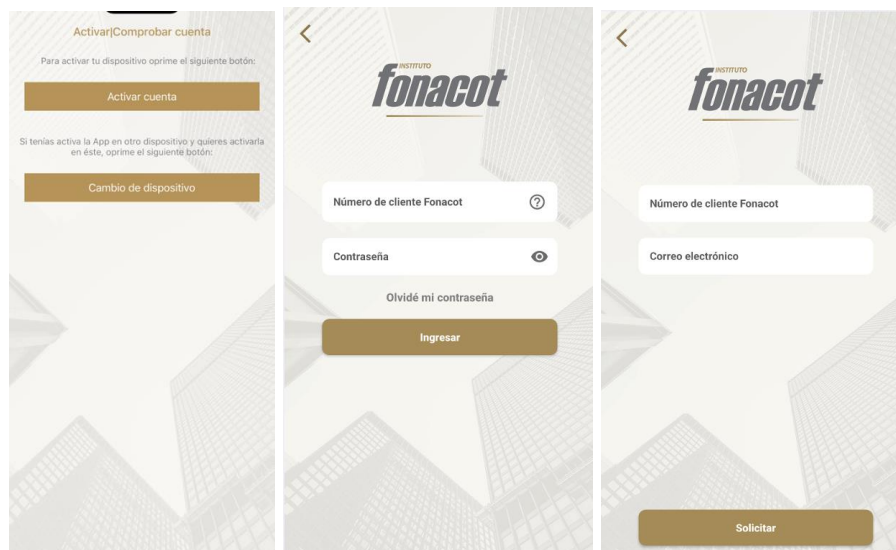 Activar|Comprobar cuenta
Para activar tu dispositivo oprime el siguiente botón:
Activar cuenta
Si tenías activa la App en otro dispositivo y quieres activarla
en éste, oprime el siguiente botón:
Cambio de dispositivo
INSTITUTO
fonacot
Número de cliente Fonacot
Contraseña
Olvidé mi contraseña
Ingresar
INSTITUTO
fonacot
Número de cliente Fonacot
Correo electrónico
Solicitar